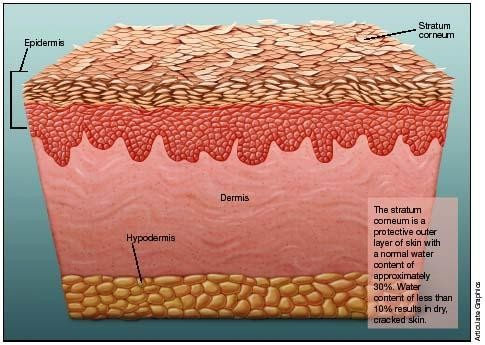 Stratum
corneum
Epidermis
Dermis
Hypodermis
The stratum
corneum is a
protective outer
layer of skin with
a normal water
content of
approximately
30%. Water
content of less than
10% results in dry,
cracked skin.
Articulate Graphics